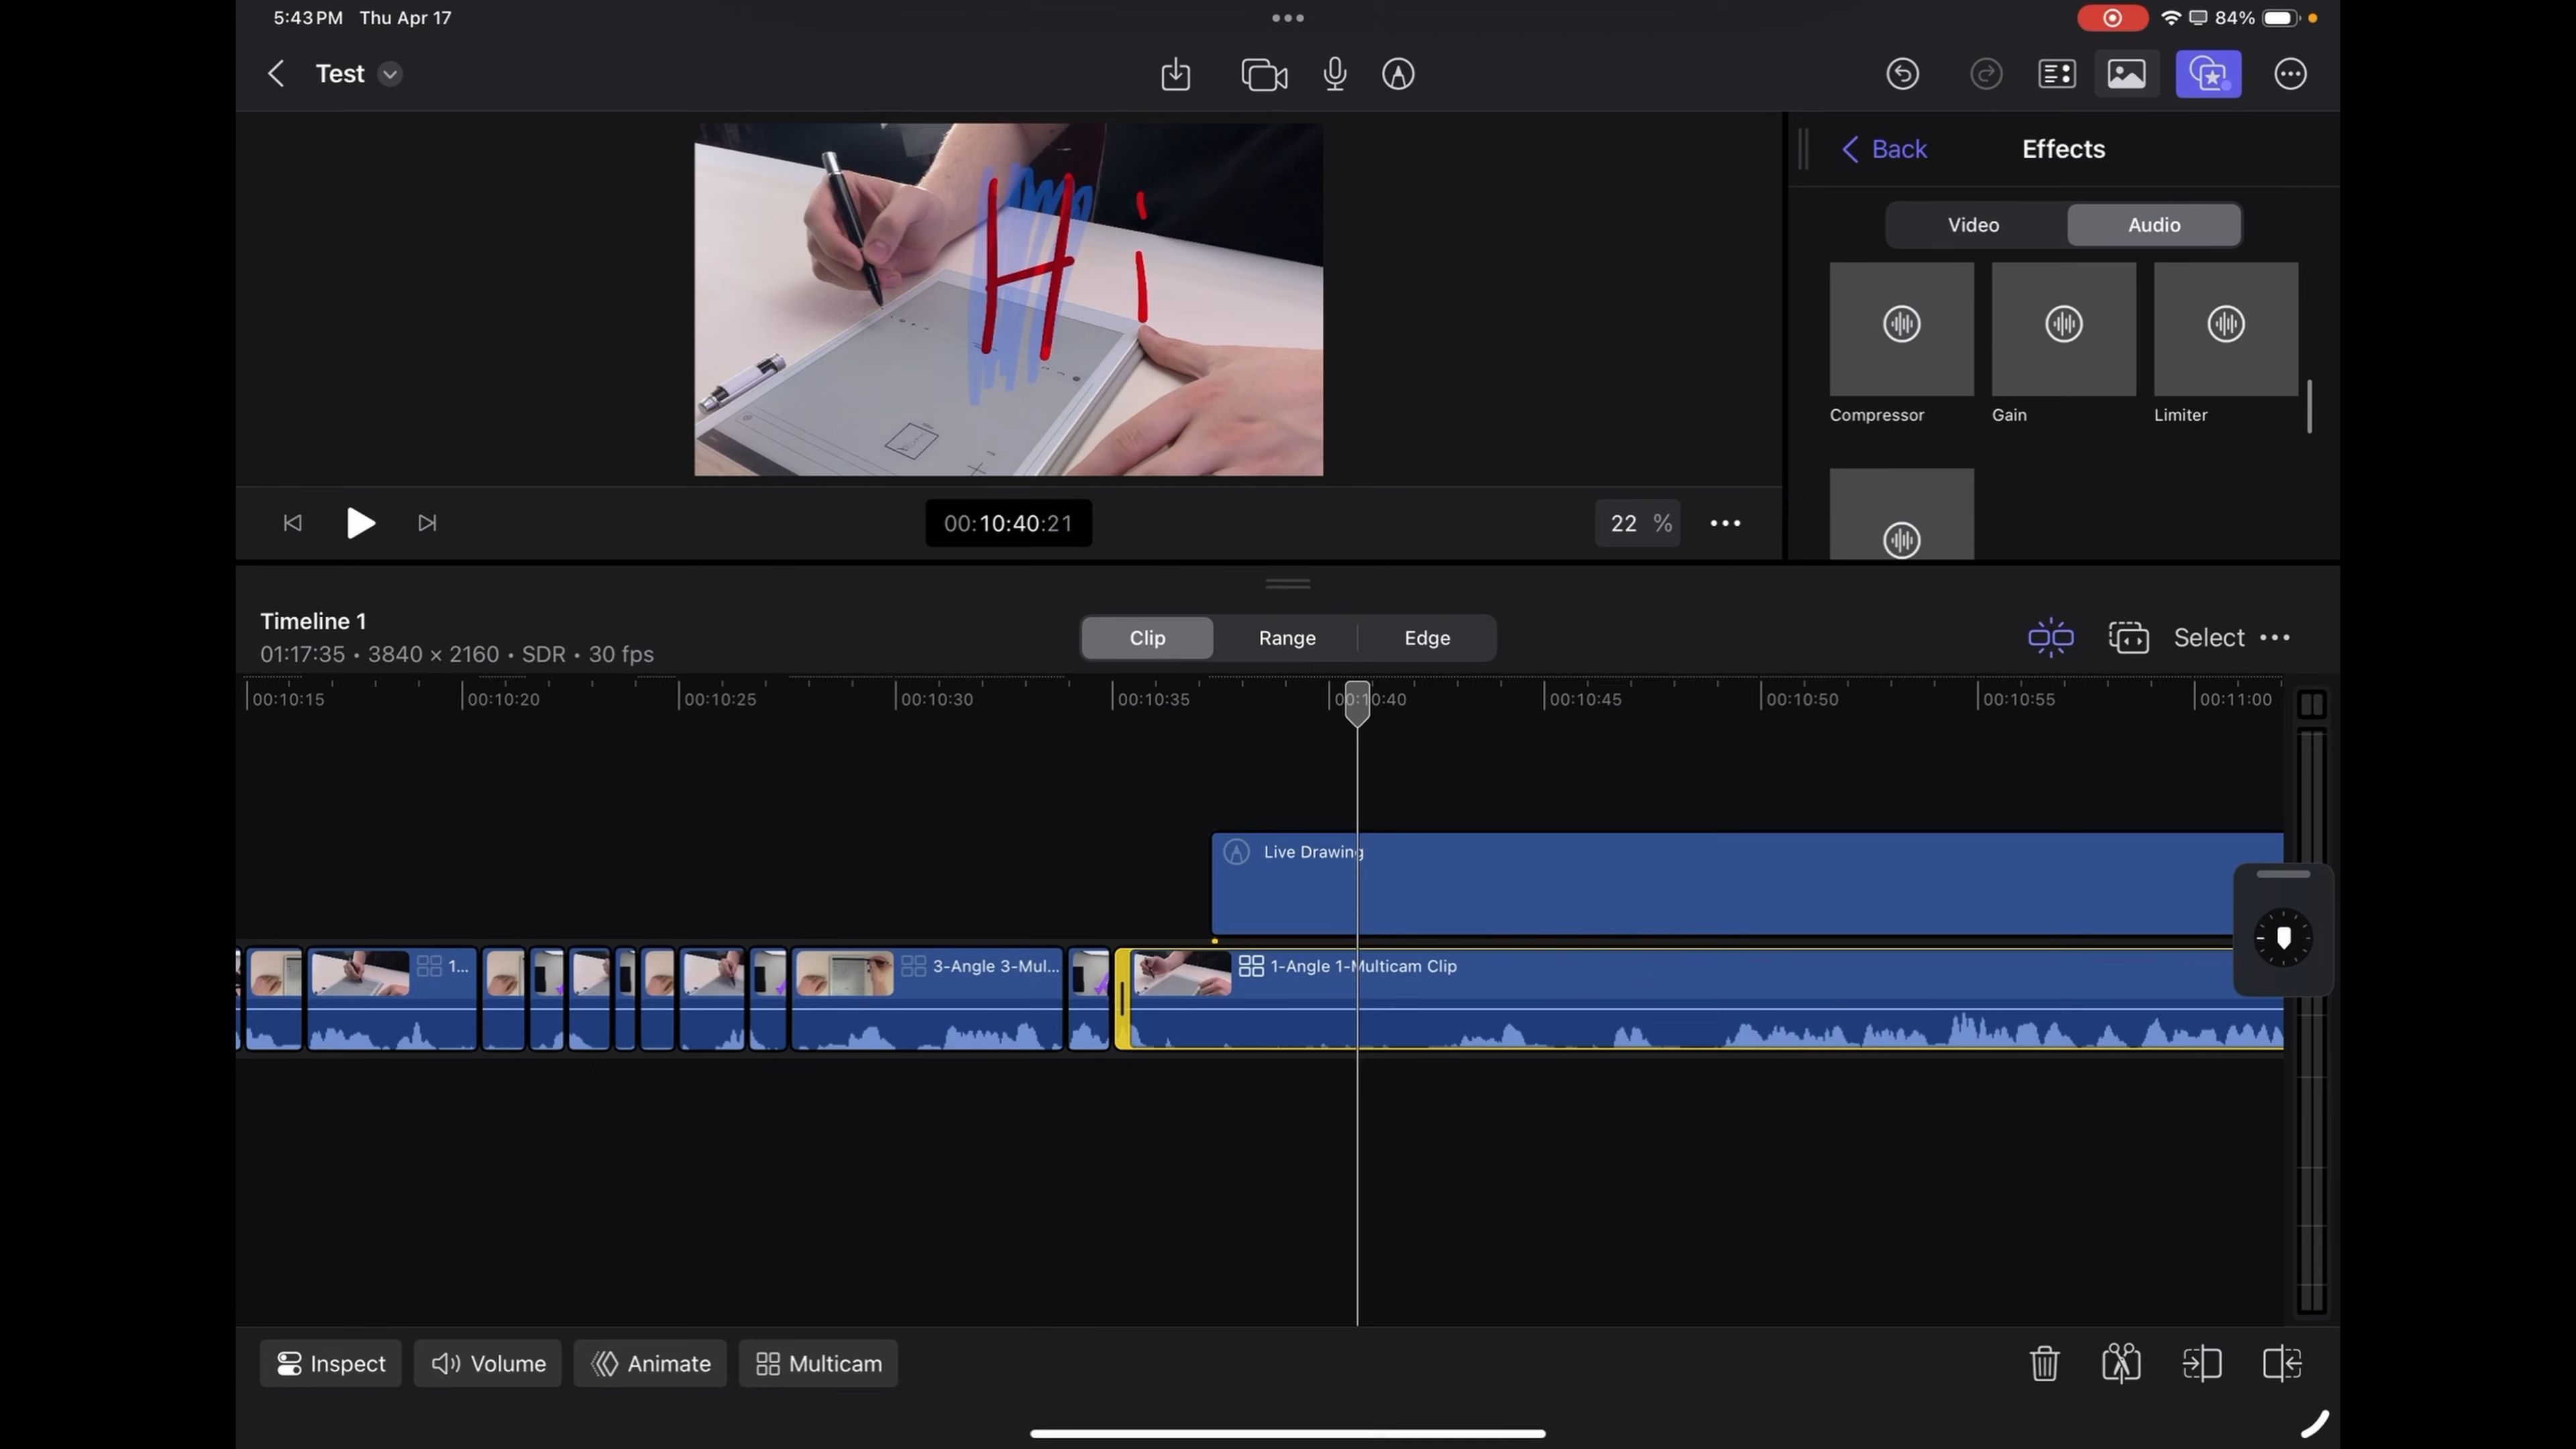 5:43 PM Thu Apr 17
84%
Test
Hi
Back
Effects
Video
Audio
Compressor
Gain
Limiter
00:10:40:21
22 %
Timeline 1
01:17:35 • 3840 × 2160 • SDR • 30 fps
Clip
Range
Edge
Select
00:10:15
00:10:20
00:10:25
00:10:30
00:10:35
00:10:40
00:10:45
00:10:50
00:10:55
00:11:00
Live Drawing
1...
3-Angle 3-Mul...
1-Angle 1-Multicam Clip
Inspect
Volume
Animate
Multicam